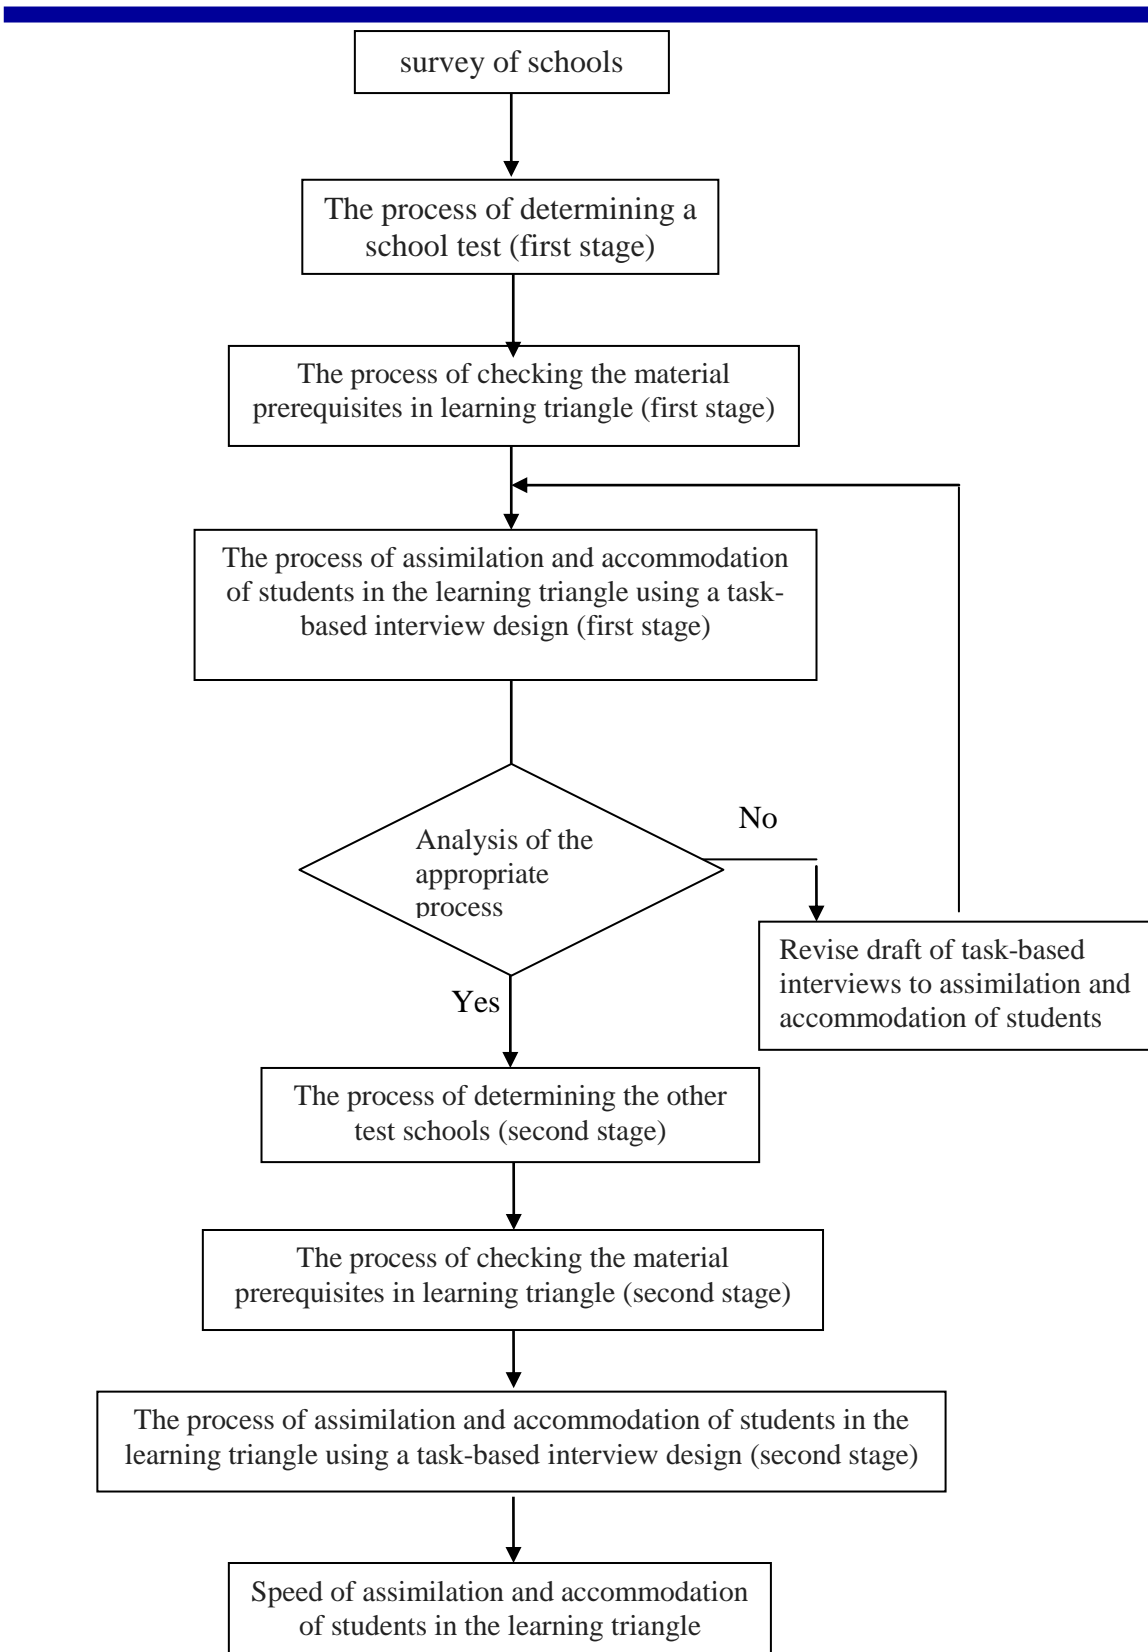 survey of schools
The process of determining a
school test (first stage)
The process of checking the material
prerequisites in learning triangle (first stage)
The process of assimilation and accommodation
of students in the learning triangle using a task-
based interview design (first stage)
Analysis of the
appropriate
process
No
Revise draft of task-based
interviews to assimilation and
accommodation of students
Yes
The process of determining the other
test schools (second stage)
The process of checking the material
prerequisites in learning triangle (second stage)
The process of assimilation and accommodation of students in the
learning triangle using a task-based interview design (second stage)
Speed of assimilation and accommodation
of students in the learning triangle